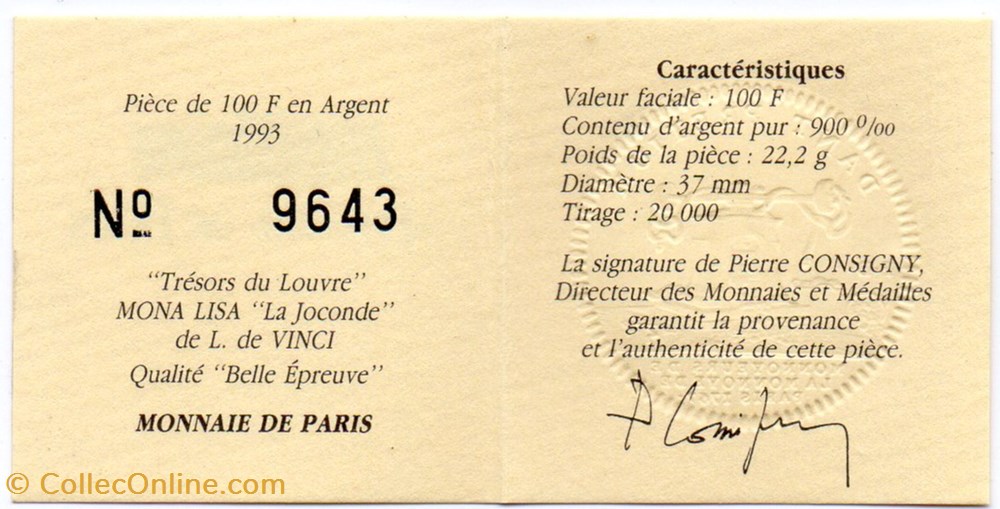 Pièce de 100 F en Argent
1993
Nº 9643
"Trésors du Louvre"
MONA LISA "La Joconde"
de L. de VINCI
Qualité "Belle Épreuve"
MONNAIE DE PARIS
Caractéristiques
Valeur faciale : 100 F
Contenu d'argent pur : 900 ⁰/₀₀
Poids de la pièce : 22,2 g
Diamètre : 37 mm
Tirage : 20 000
La signature de Pierre CONSIGNY,
Directeur des Monnaies et Médailles
garantit la provenance
et l'authenticité de cette pièce.
© CollecOnline.com